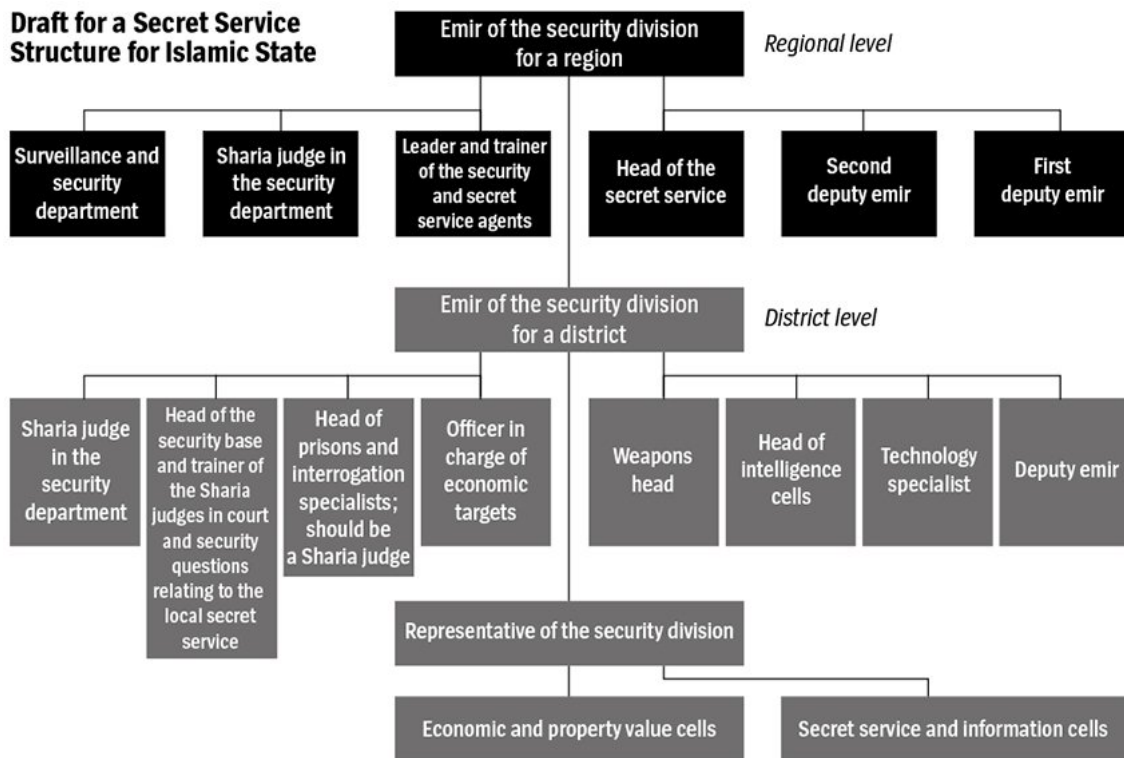 Draft for a Secret Service
Structure for Islamic State
Emir of the security division
for a region
Regional level
Surveillance and
security
department
Sharia judge in
the security
department
Leader and trainer
of the security
and secret
service agents
Head of the
secret service
Second
deputy emir
First
deputy emir
Emir of the security division
for a district
District level
Sharia judge
in the
security
department
Head of the
security base
and trainer of
the Sharia
judges in court
and security
questions
relating to the
local secret
service
Head of
prisons and
interrogation
specialists;
should be
a Sharia judge
Officer in
charge of
economic
targets
Weapons
head
Head of
intelligence
cells
Technology
specialist
Deputy emir
Representative of the security division
Economic and property value cells
Secret service and information cells